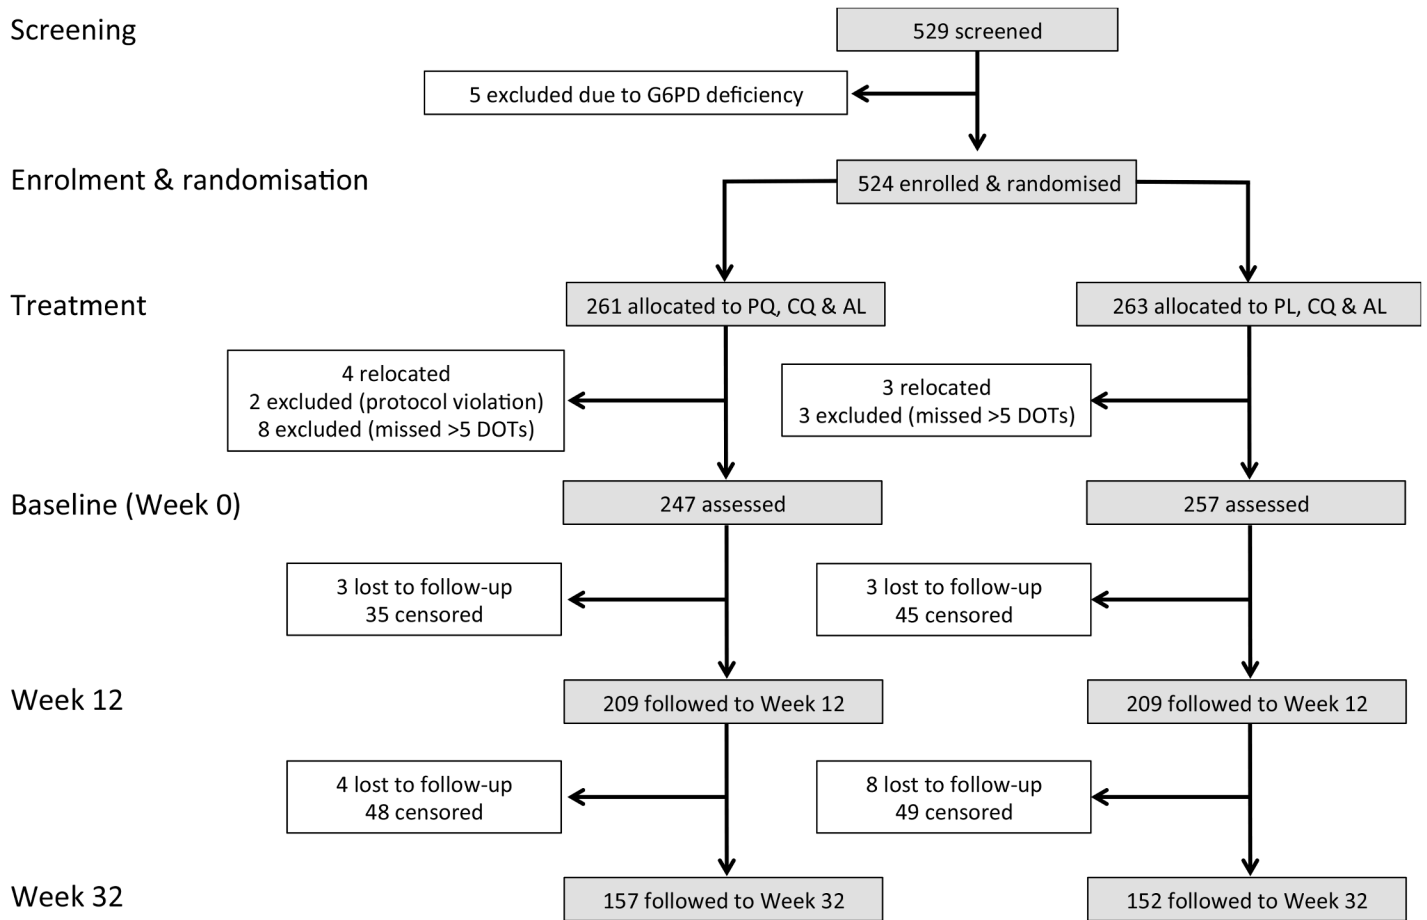 Screening
529 screened
5 excluded due to G6PD deficiency
Enrolment & randomisation
524 enrolled & randomised
Treatment
261 allocated to PQ, CQ & AL
263 allocated to PL, CQ & AL
4 relocated
2 excluded (protocol violation)
8 excluded (missed >5 DOTs)
3 relocated
3 excluded (missed >5 DOTs)
Baseline (Week 0)
247 assessed
257 assessed
3 lost to follow-up
35 censored
3 lost to follow-up
45 censored
Week 12
209 followed to Week 12
209 followed to Week 12
4 lost to follow-up
48 censored
8 lost to follow-up
49 censored
Week 32
157 followed to Week 32
152 followed to Week 32